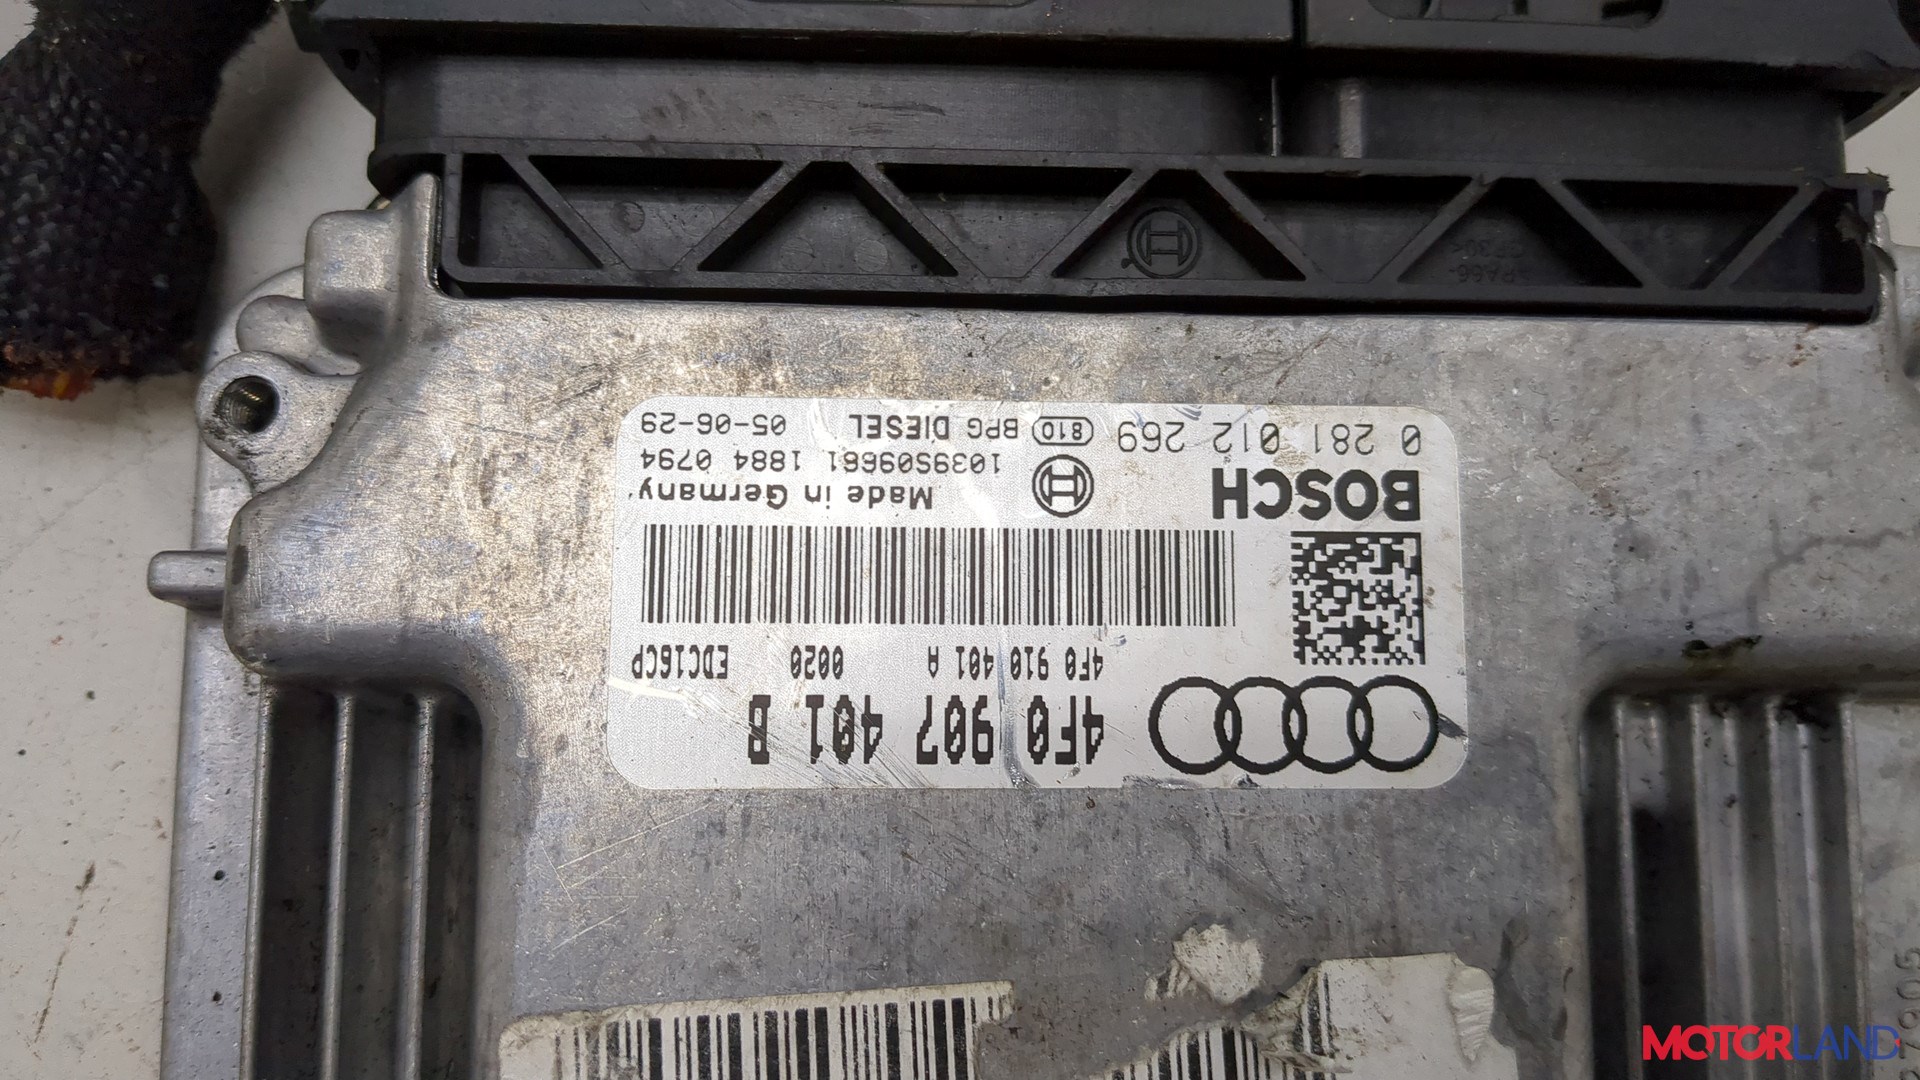 4F0 907 401 B
4F0 910 401 A 0020 EDC16CP
BOSCH
Made in Germany
1039S09661 1884 0794
0 281 012 269 810 BPG DIESEL 05-06-29
MOTORLAND